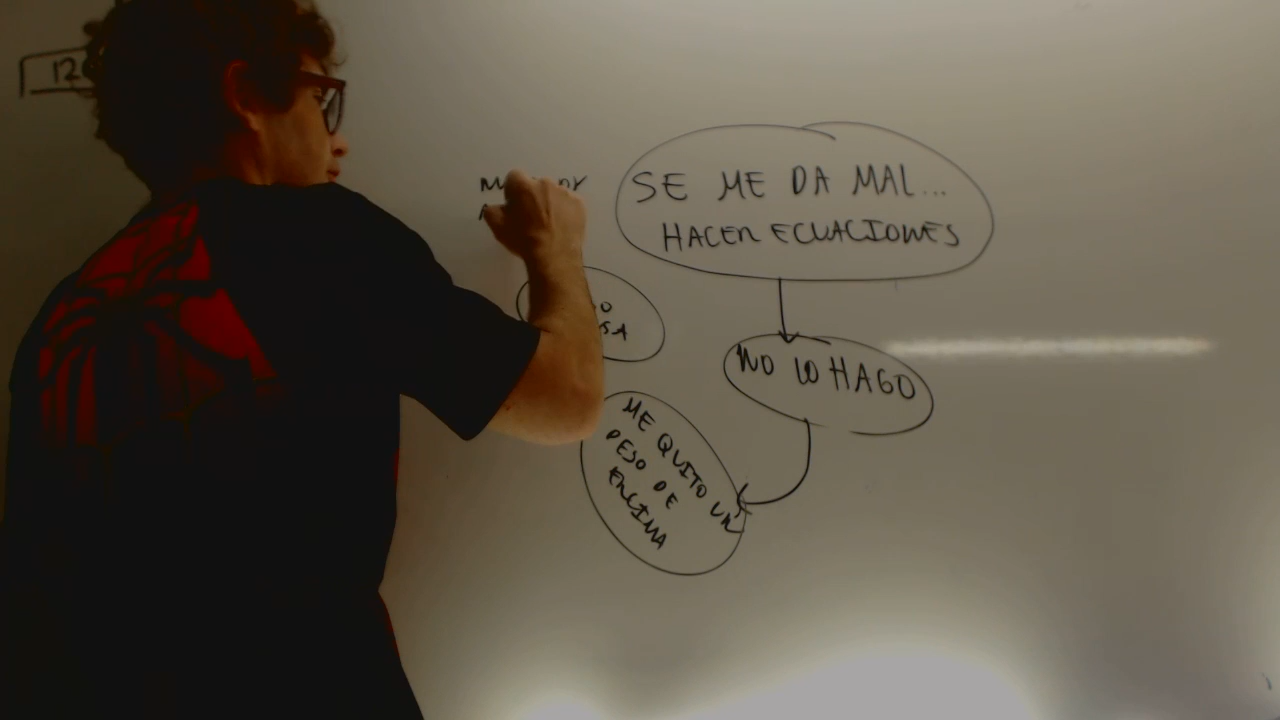 SE ME DA MAL...
HACER ECUACIONES
NO LO HAGO
ME QUITO UN
PESO DE
ENCIMA